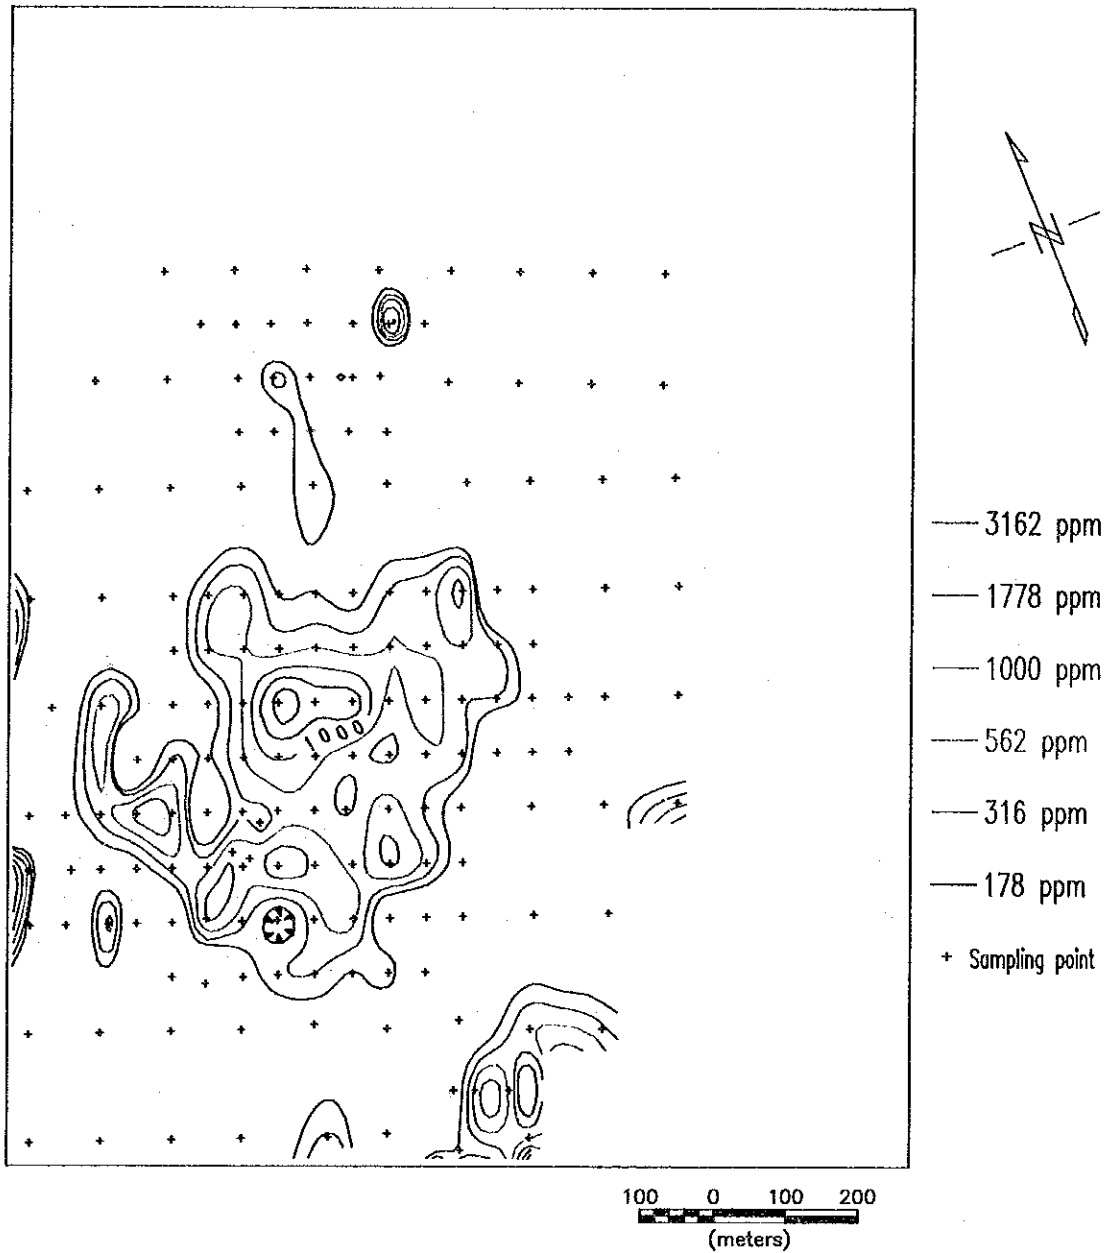 N
3162 ppm
1778 ppm
1000 ppm
1000
562 ppm
316 ppm
178 ppm
+ Sampling point
100 0 100 200
(meters)